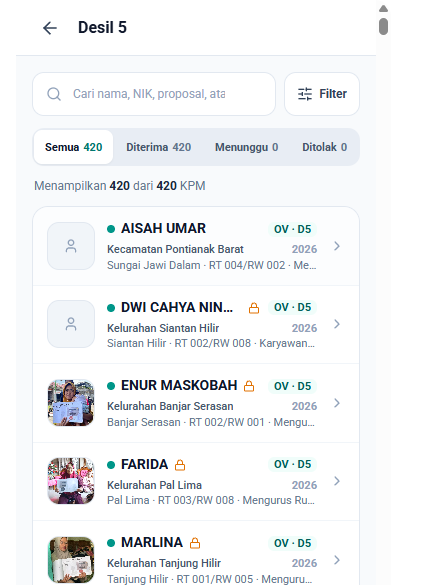 Desil 5
Cari nama, NIK, proposal, ata
Filter
Semua 420 Diterima 420 Menunggu 0 Ditolak 0
Menampilkan 420 dari 420 KPM
AISAH UMAR OV · D5
Kecamatan Pontianak Barat 2026
Sungai Jawi Dalam · RT 004/RW 002 · Me...
DWI CAHYA NIN... OV · D5
Kelurahan Siantan Hilir 2026
Siantan Hilir · RT 002/RW 008 · Karyawan...
ENUR MASKOBAH OV · D5
Kelurahan Banjar Serasan 2026
Banjar Serasan · RT 002/RW 001 · Mengu...
FARIDA OV · D5
Kelurahan Pal Lima 2026
Pal Lima · RT 003/RW 008 · Mengurus Ru...
MARLINA OV · D5
Kelurahan Tanjung Hilir 2026
Tanjung Hilir · RT 001/RW 005 · Menguru...